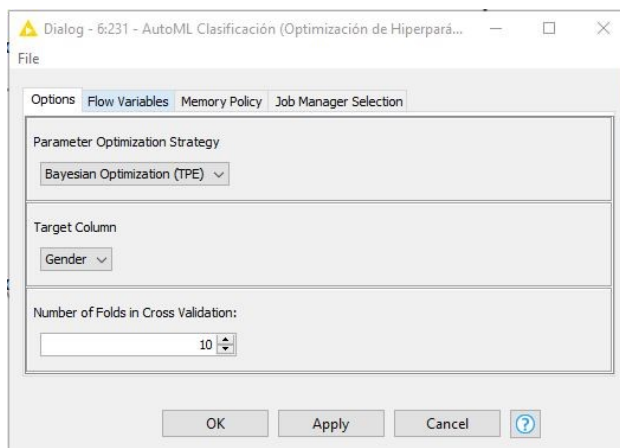 Dialog - 6:231 - AutoML Clasificación (Optimización de Hiperpará...
File
Options Flow Variables Memory Policy Job Manager Selection
Parameter Optimization Strategy
Bayesian Optimization (TPE)
Target Column
Gender
Number of Folds in Cross Validation:
10
OK Apply Cancel ?